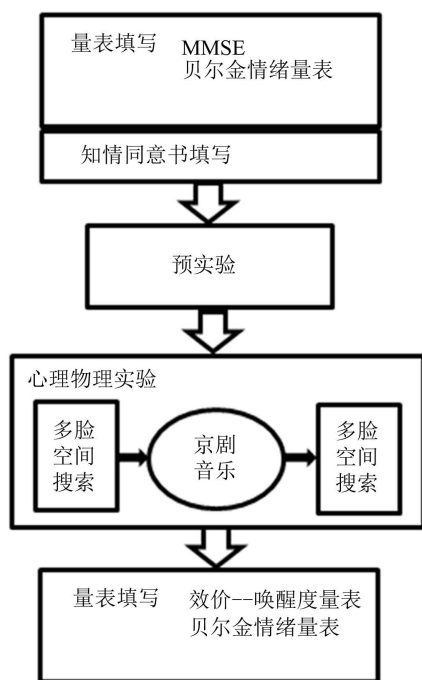 量表填写 MMSE
贝尔金情绪量表
知情同意书填写
预实验
心理物理实验
多脸
空间
搜索
京剧
音乐
多脸
空间
搜索
量表填写 效价--唤醒度量表
贝尔金情绪量表